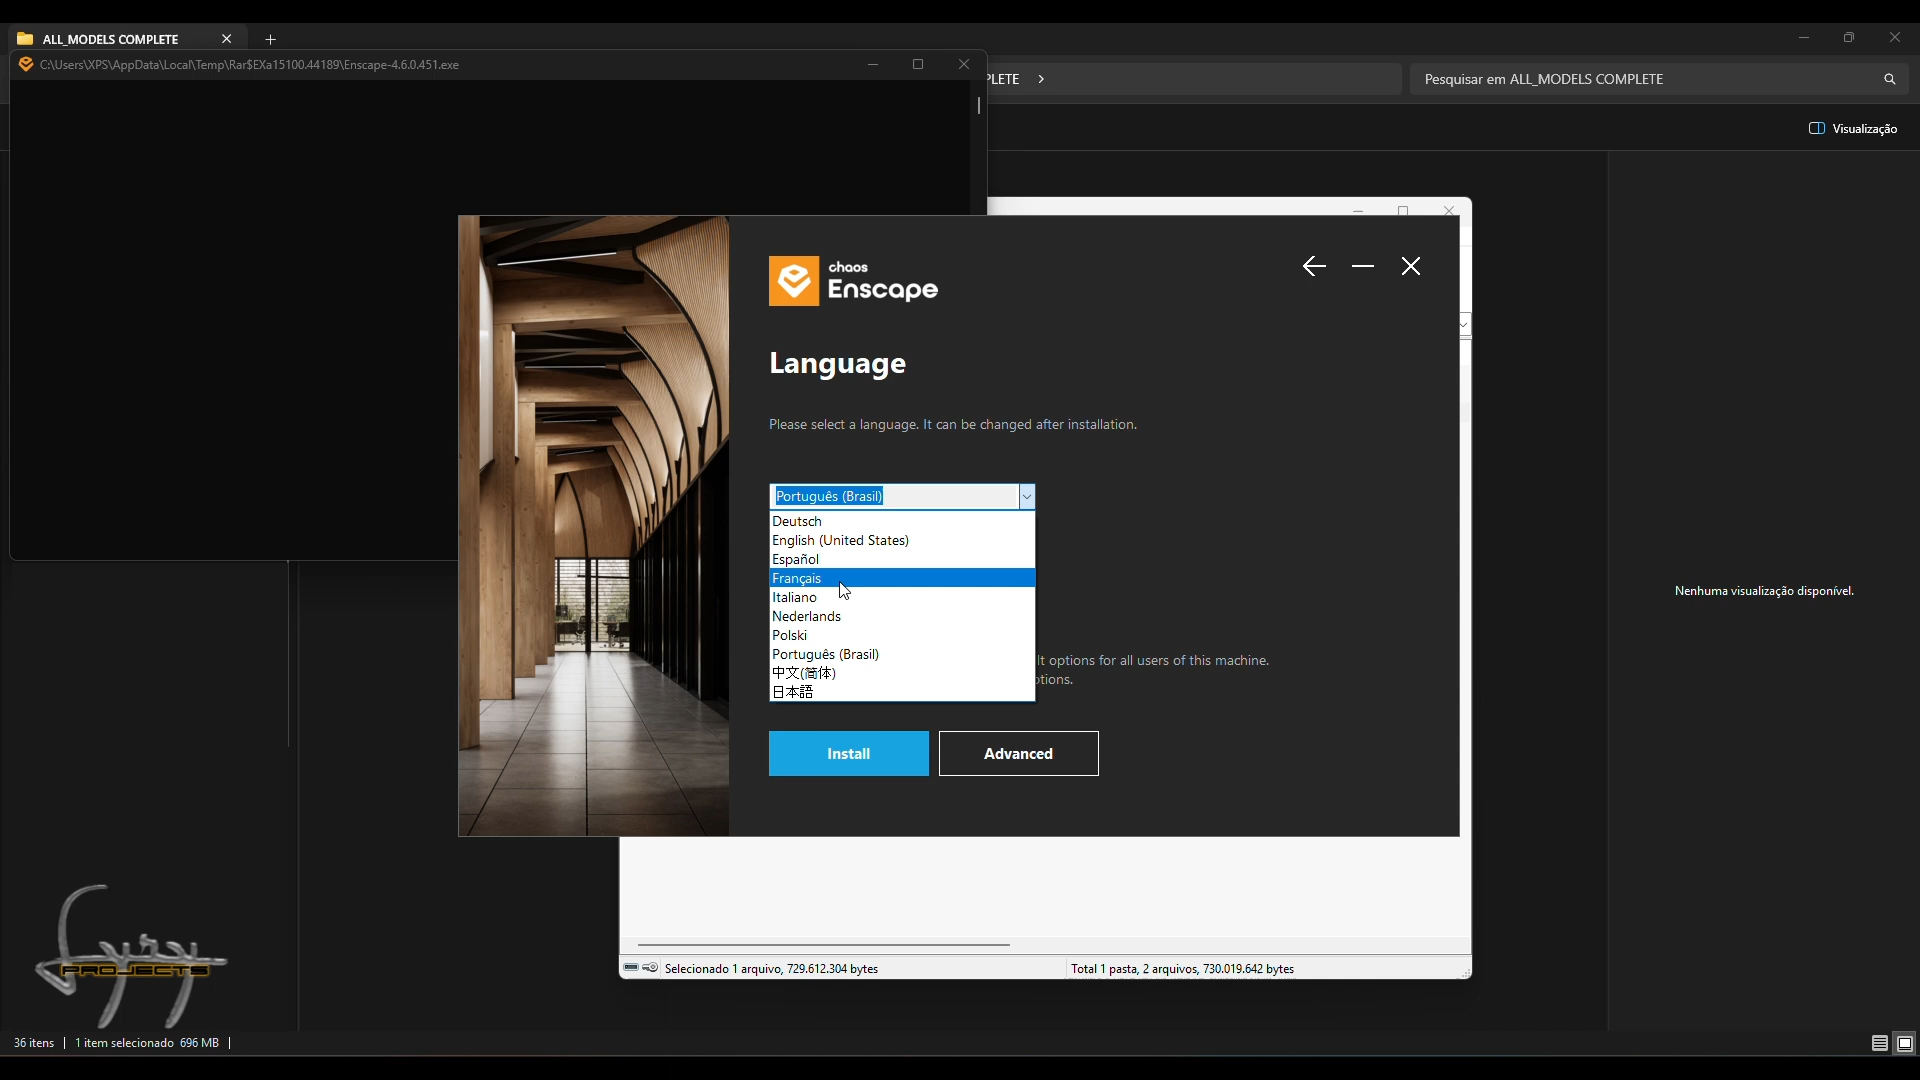 ALL_MODELS COMPLETE
C:\Users\XPS\AppData\Local\Temp\Rar$EXa15100.44189\Enscape-4.6.0.451.exe
PLETE
Pesquisar em ALL_MODELS COMPLETE
Visualização
chaos
Enscape
Language
Please select a language. It can be changed after installation.
Português (Brasil)
Deutsch
English (United States)
Español
Français
Italiano
Nederlands
Polski
Português (Brasil)
中文(简体)
日本語
lt options for all users of this machine.
ptions.
Install
Advanced
Nenhuma visualização disponível.
PROJECTS
Selecionado 1 arquivo, 729.612.304 bytes
Total 1 pasta, 2 arquivos, 730.019.642 bytes
36 itens
1 item selecionado 696 MB